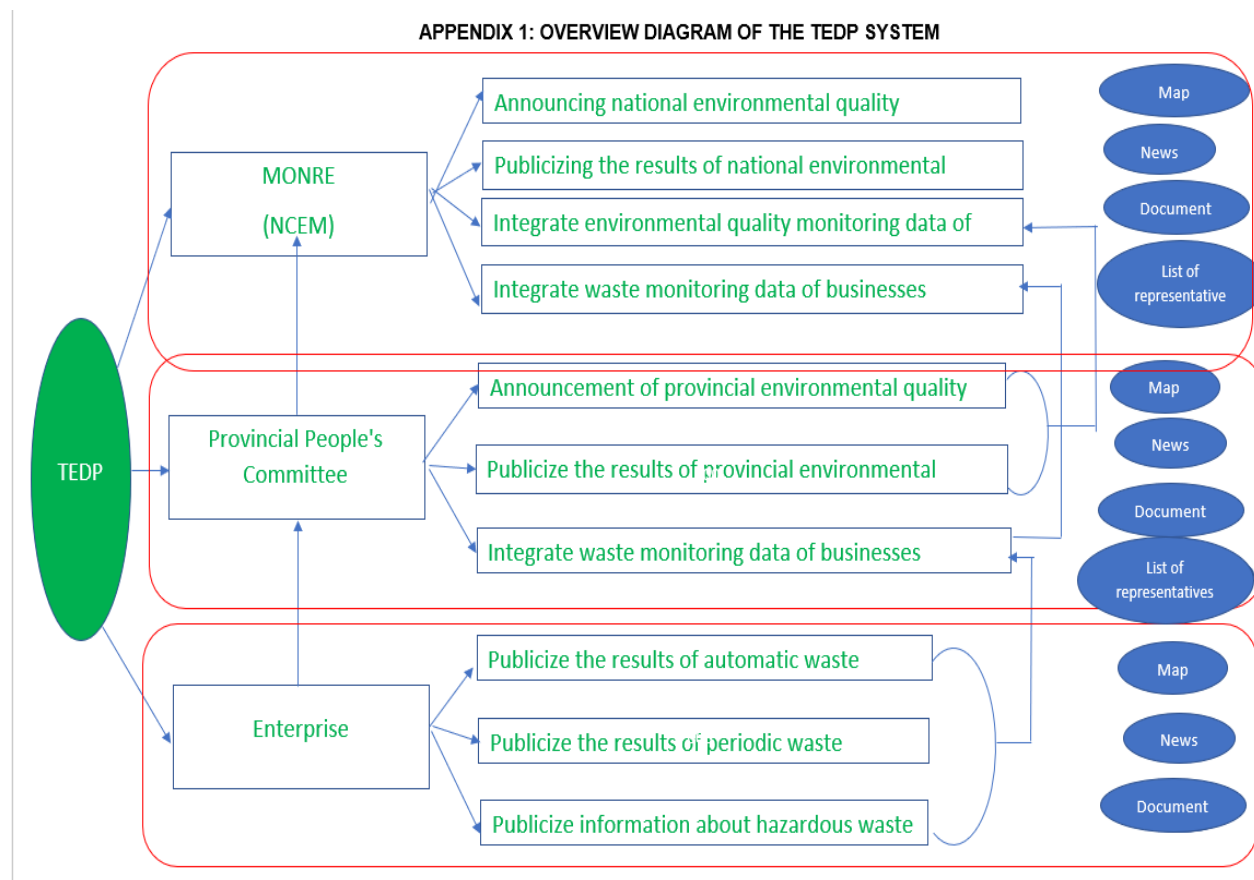 APPENDIX 1: OVERVIEW DIAGRAM OF THE TEDP SYSTEM
TEDP
MONRE
(NCEM)
Announcing national environmental quality
Publicizing the results of national environmental
Integrate environmental quality monitoring data of
Integrate waste monitoring data of businesses
Map
News
Document
List of
representative
Provincial People's
Committee
Announcement of provincial environmental quality
Publicize the results of provincial environmental
Integrate waste monitoring data of businesses
Map
News
Document
List of
representatives
Enterprise
Publicize the results of automatic waste
Publicize the results of periodic waste
Publicize information about hazardous waste
Map
News
Document